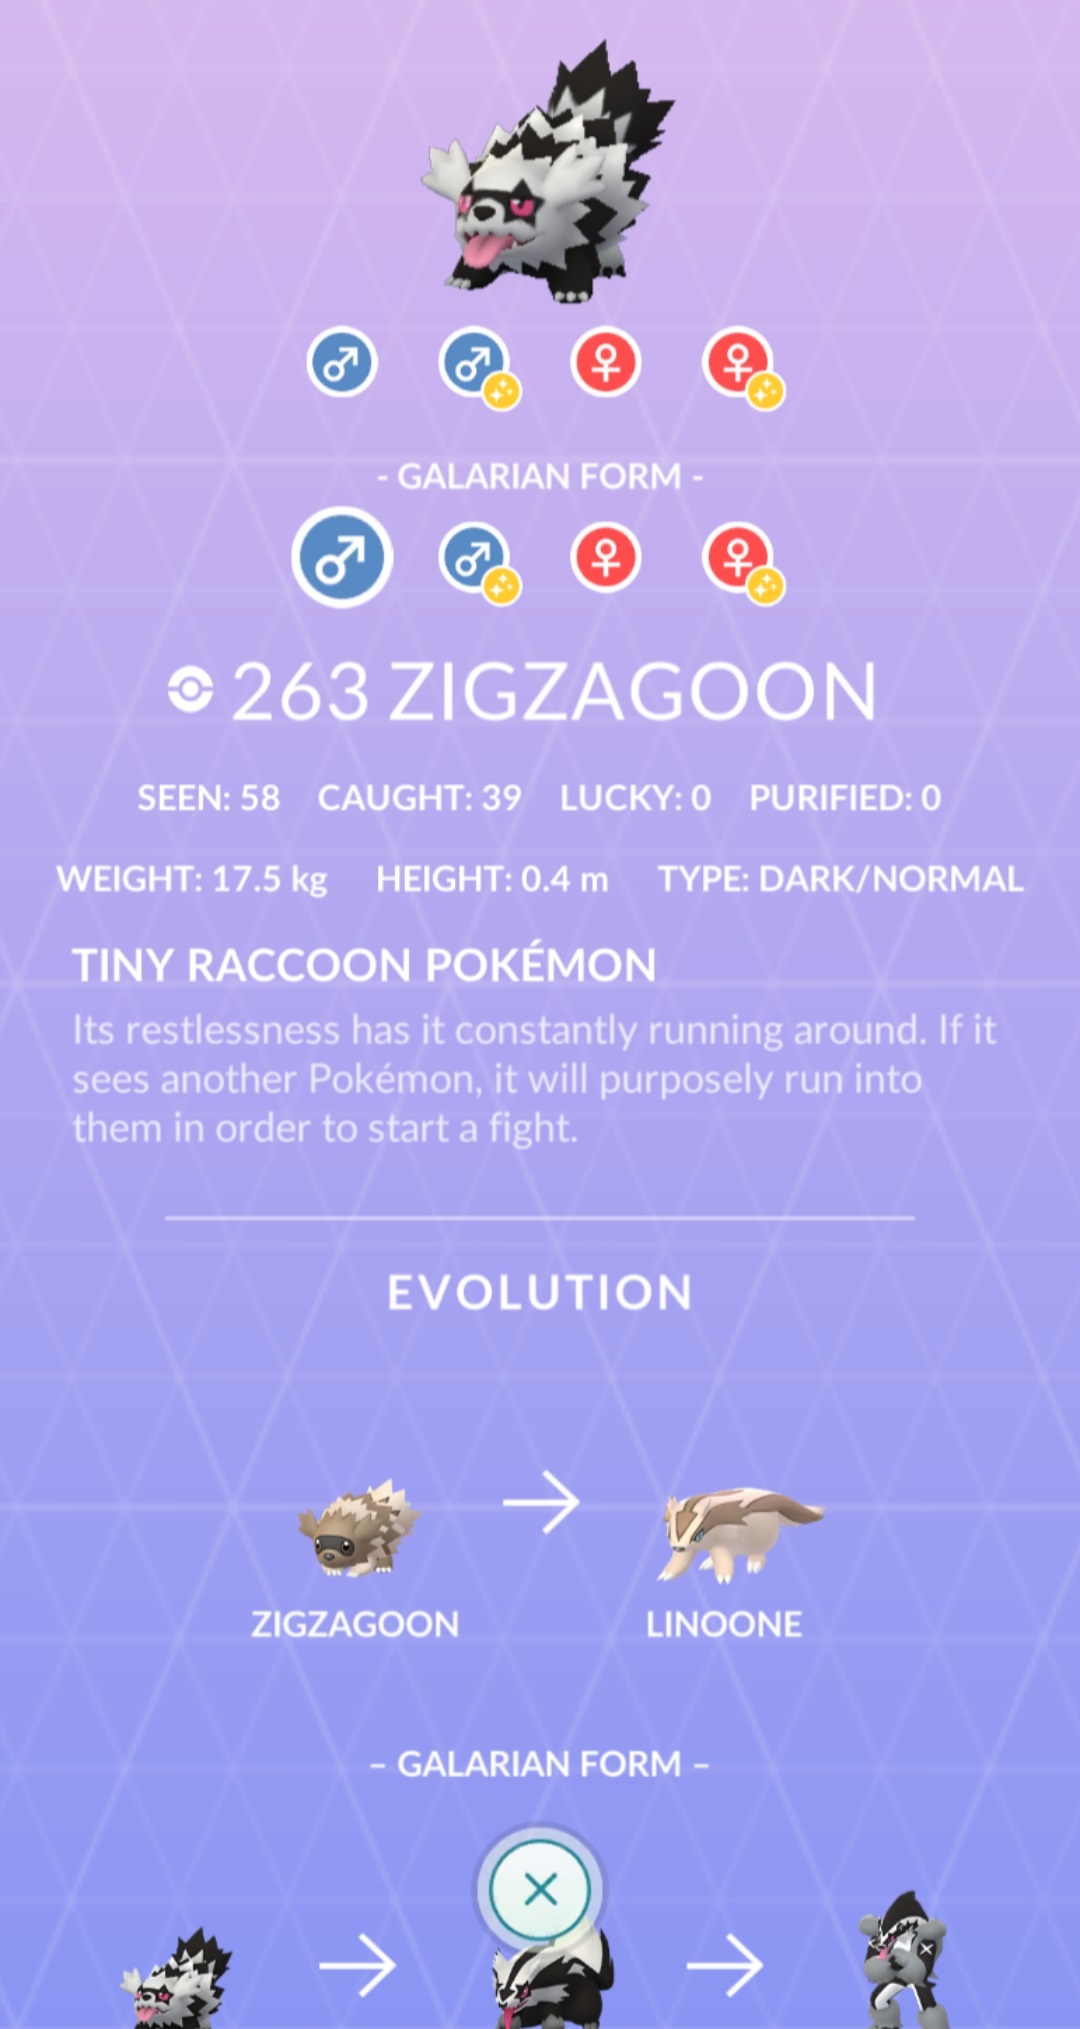 - GALARIAN FORM -
263 ZIGZAGOON
SEEN: 58 CAUGHT: 39 LUCKY: 0 PURIFIED: 0
WEIGHT: 17.5 kg HEIGHT: 0.4 m TYPE: DARK/NORMAL
TINY RACCOON POKÉMON
Its restlessness has it constantly running around. If it
sees another Pokémon, it will purposely run into
them in order to start a fight.
EVOLUTION
ZIGZAGOON LINOONE
– GALARIAN FORM –